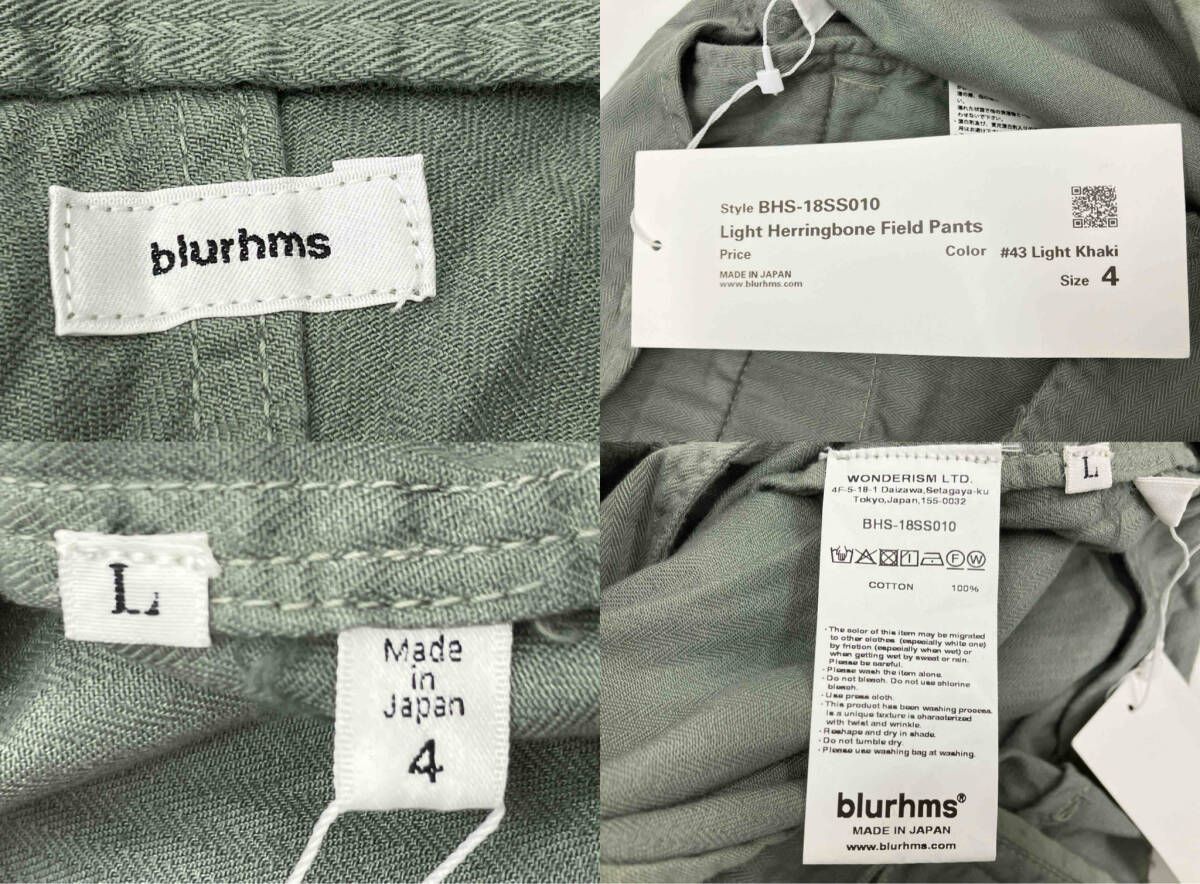 blurhms
Style BHS-18SS010
Light Herringbone Field Pants
Price
Color #43 Light Khaki
MADE IN JAPAN
www.blurhms.com
Size 4
L
Made
in
Japan
4
L
WONDERISM LTD.
4F-5-18-1 Daizawa,Setagaya-ku
Tokyo,Japan,155-0032
BHS-18SS010
COTTON 100%
· The color of this item may be migrated
to other clothes (especially white one)
by friction (especially when wet) or
when getting wet by sweat or rain.
Please be careful.
· Please wash the item alone.
· Do not bleach. Do not use chlorine
bleach.
· Use press cloth.
· This product has been washing process.
Is a unique texture is characterized
with twist and wrinkle.
· Reshape and dry in shade.
· Do not tumble dry.
· Please use washing bag at washing.
blurhms®
MADE IN JAPAN
www.blurhms.com